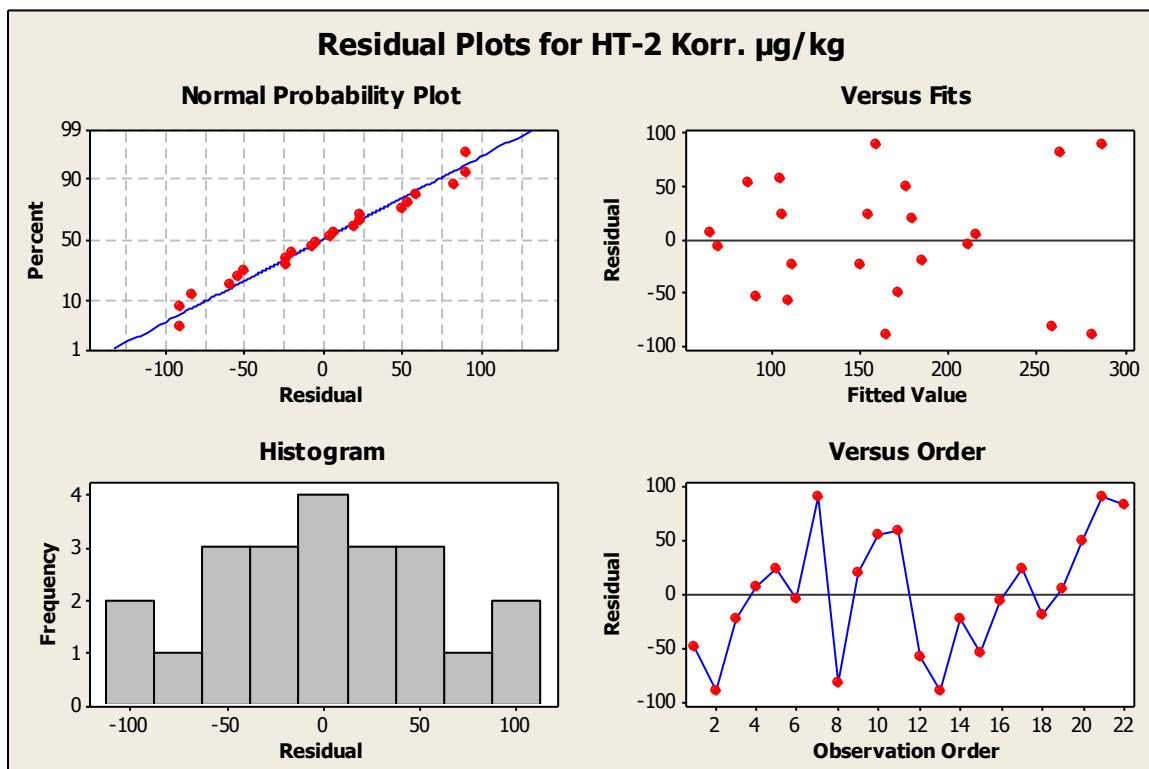 Residual Plots for HT-2 Korr. µg/kg
Normal Probability Plot
99
90
50
10
1
Percent
-100 -50 0 50 100
Residual
Versus Fits
100
50
0
-50
-100
Residual
100 150 200 250 300
Fitted Value
Histogram
4
3
2
1
0
Frequency
-100 -50 0 50 100
Residual
Versus Order
100
50
0
-50
-100
Residual
2 4 6 8 10 12 14 16 18 20 22
Observation Order